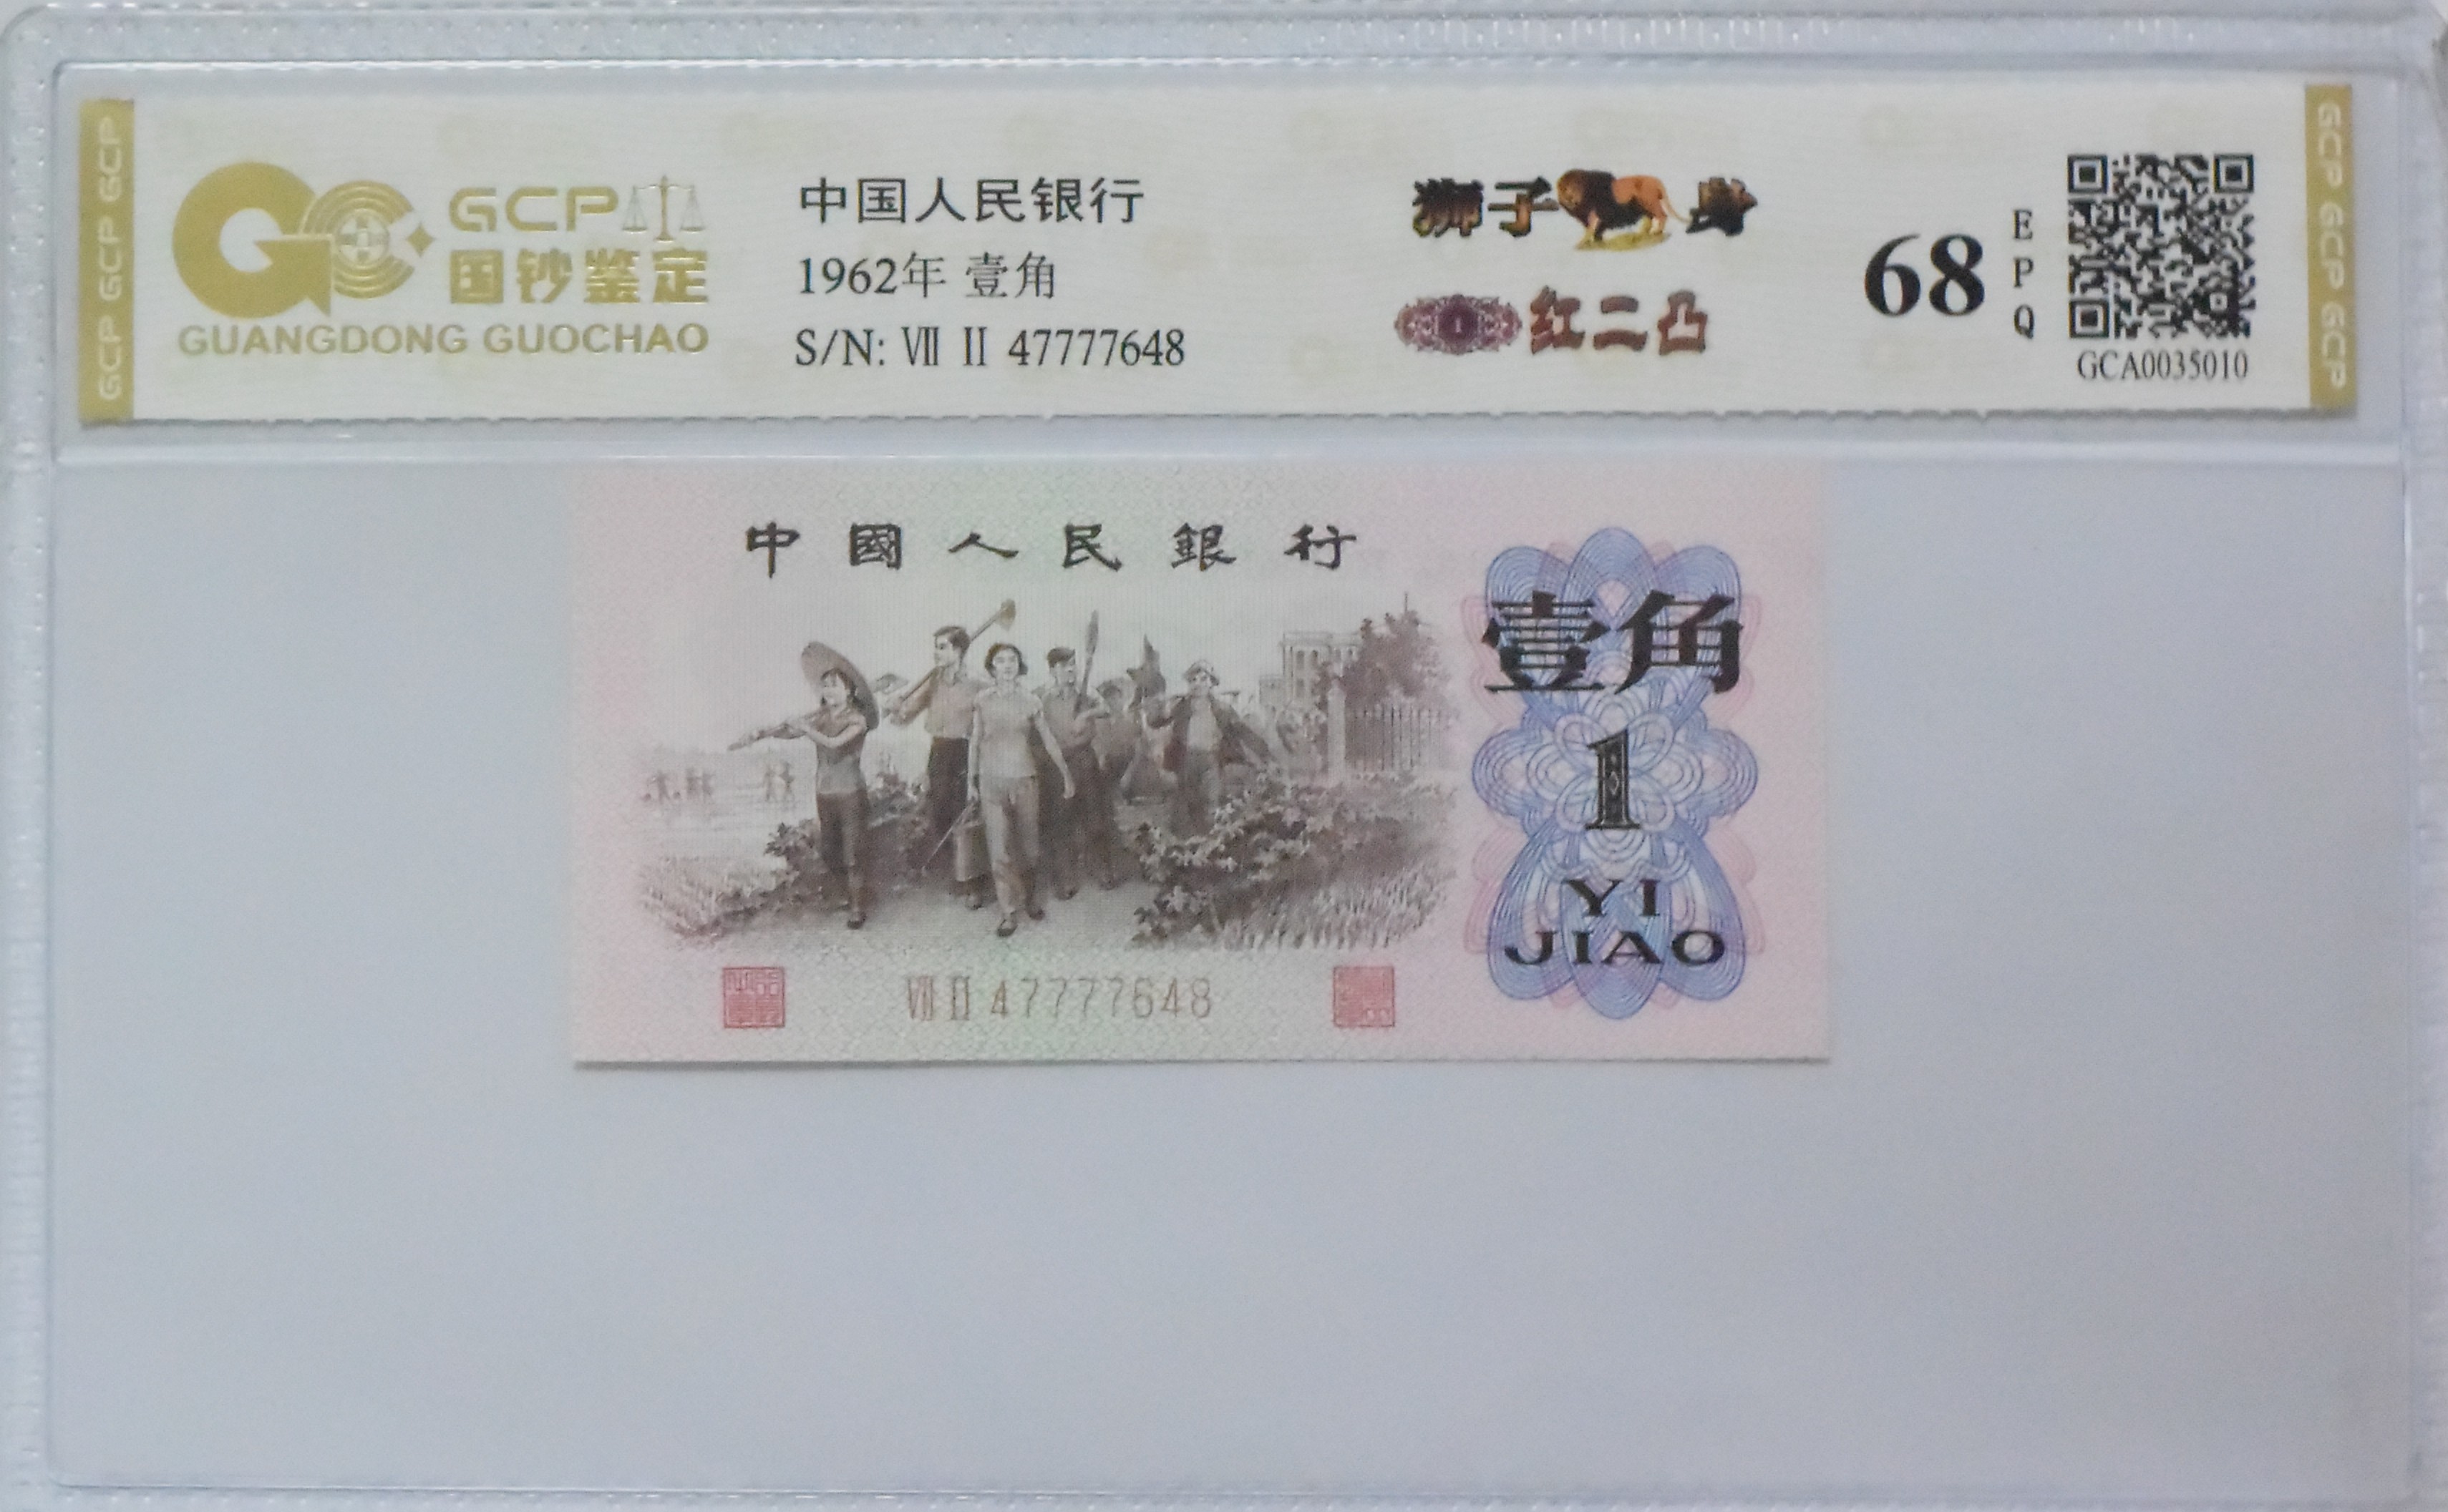 GCP GCP GCP
GCP
国钞鉴定
GUANGDONG GUOCHAO
中国人民银行
1962年 壹角
S/N: Ⅶ Ⅱ 47777648
狮子号
1 红二凸
68
EPQ
GCA0035010
GCP GCP GCP
中國人民銀行
壹角
1
YI
JIAO
Ⅶ Ⅱ 47777648